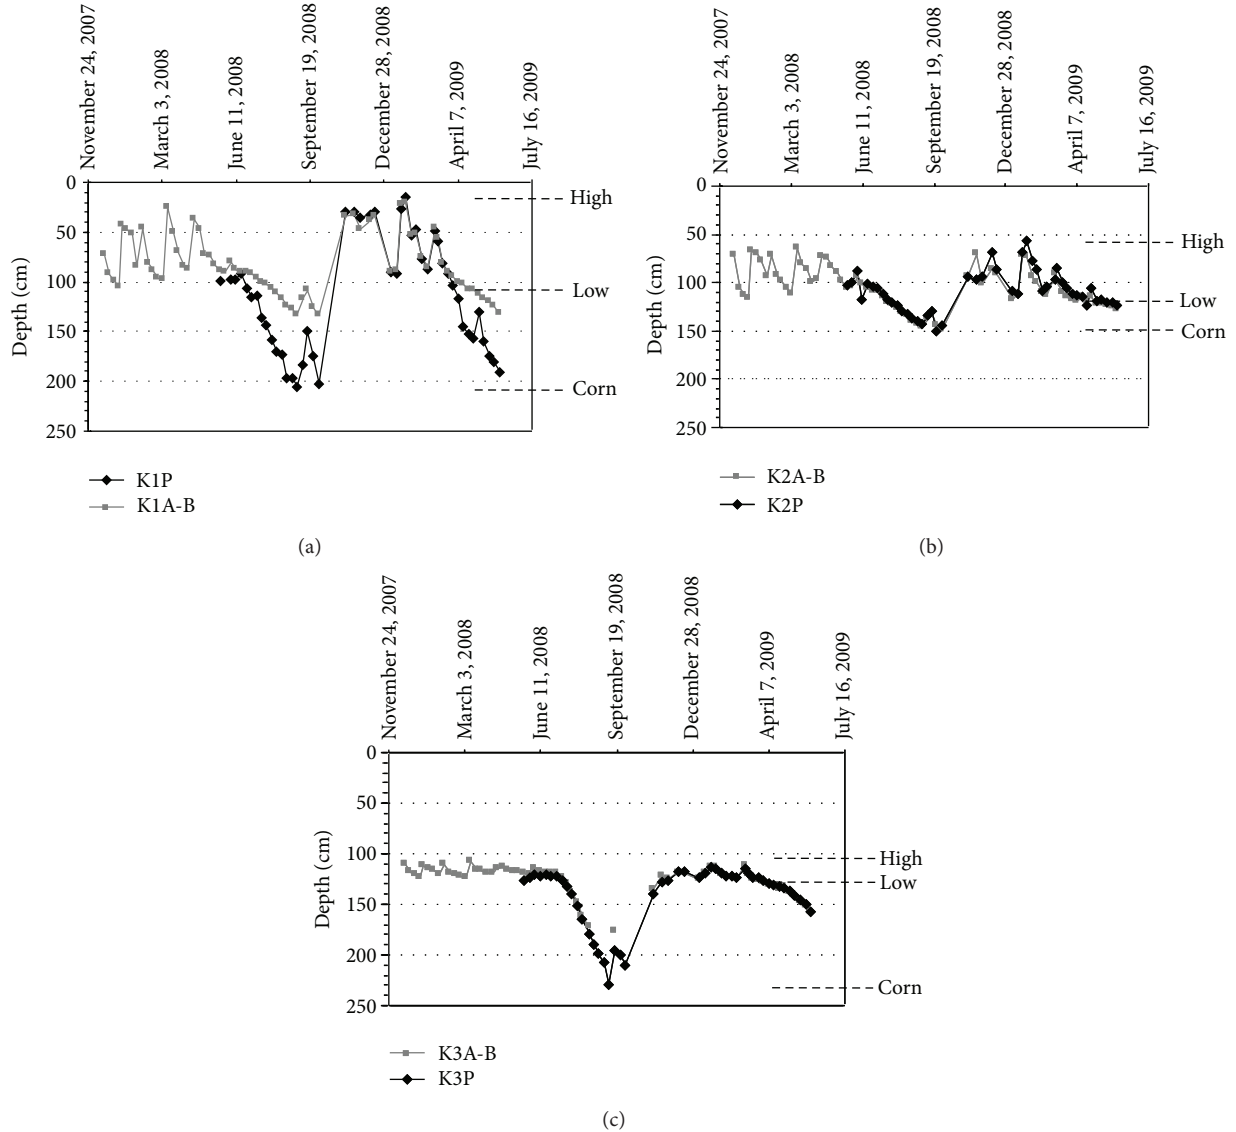 November 24, 2007
March 3, 2008
June 11, 2008
September 19, 2008
December 28, 2008
April 7, 2009
July 16, 2009
0
50
100
150
200
250
Depth (cm)
High
Low
Corn
K1P
K1A-B
(a)
November 24, 2007
March 3, 2008
June 11, 2008
September 19, 2008
December 28, 2008
April 7, 2009
July 16, 2009
0
50
100
150
200
250
Depth (cm)
High
Low
Corn
K2A-B
K2P
(b)
November 24, 2007
March 3, 2008
June 11, 2008
September 19, 2008
December 28, 2008
April 7, 2009
July 16, 2009
0
50
100
150
200
250
Depth (cm)
High
Low
Corn
K3A-B
K3P
(c)